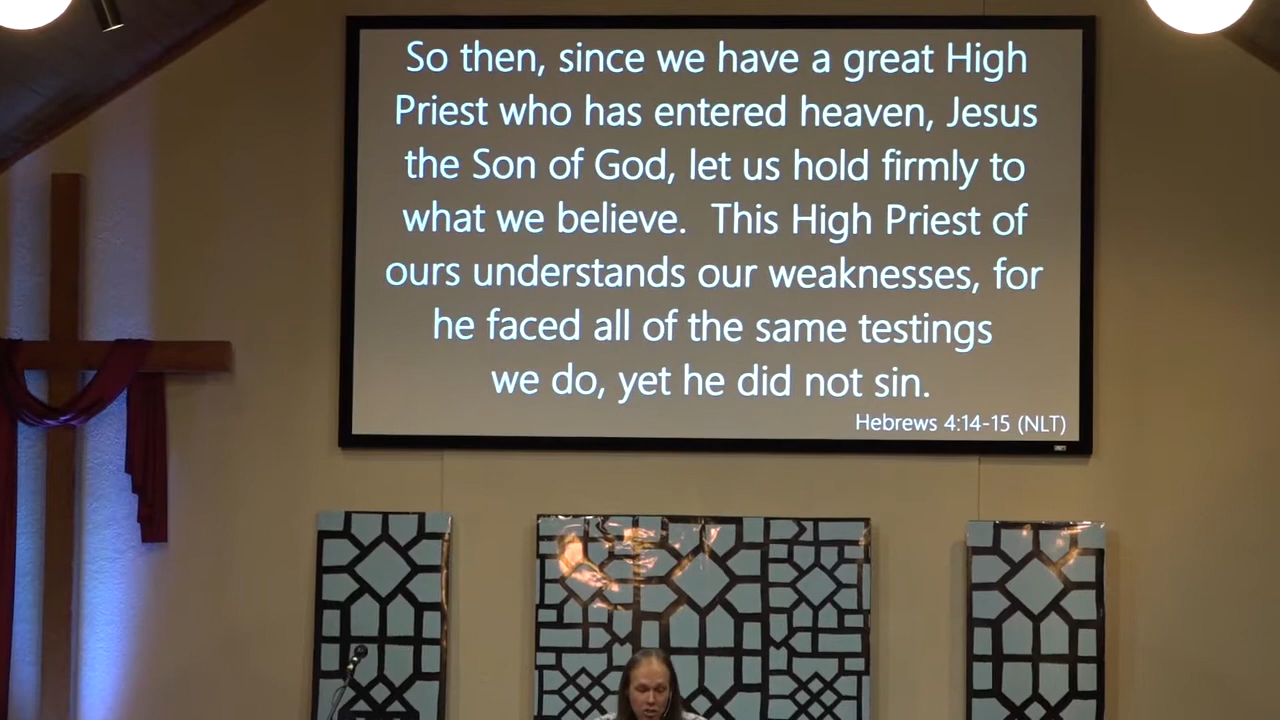 So then, since we have a great High
Priest who has entered heaven, Jesus
the Son of God, let us hold firmly to
what we believe.  This High Priest of
ours understands our weaknesses, for
he faced all of the same testings
we do, yet he did not sin.
Hebrews 4:14-15 (NLT)